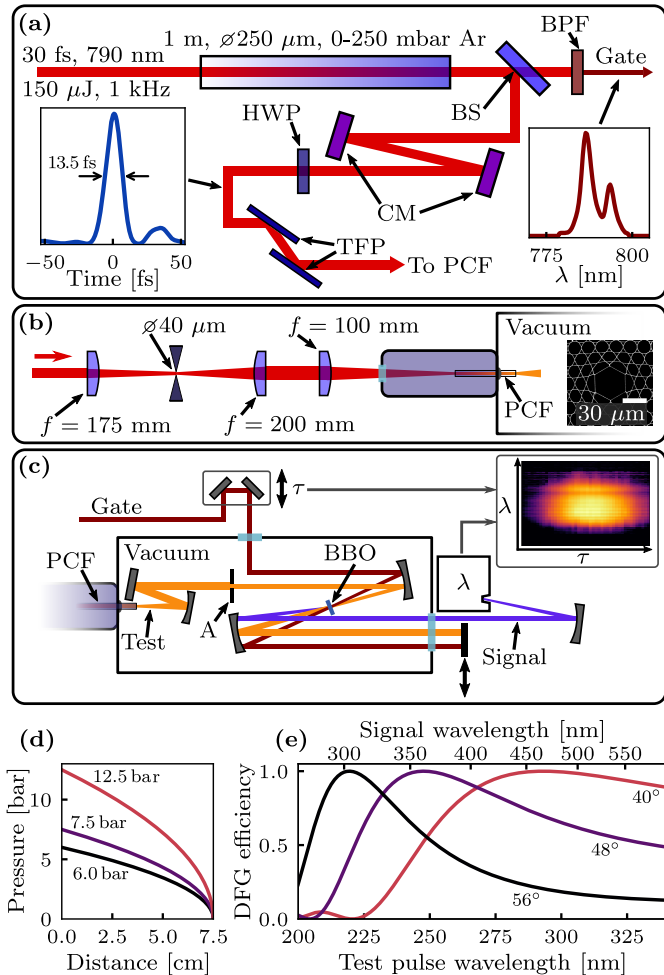 (a)
1 m, ⌀250 μm, 0-250 mbar Ar
BPF
30 fs, 790 nm
150 μJ, 1 kHz
Gate
BS
HWP
13.5 fs
CM
TFP
To PCF
−50 0 50
Time [fs]
775 800
λ [nm]
(b)
⌀40 μm
f = 100 mm
Vacuum
f = 175 mm
f = 200 mm
PCF
30 μm
(c)
Gate
τ
λ
τ
PCF
Vacuum
BBO
λ
Test
A
Signal
(d)
Pressure [bar]
10
5
0
12.5 bar
7.5 bar
6.0 bar
0.0 2.5 5.0 7.5
Distance [cm]
(e)
Signal wavelength [nm]
300 350 400 450 500 550
DFG efficiency
1.0
0.5
0.0
40°
48°
56°
200 225 250 275 300 325
Test pulse wavelength [nm]